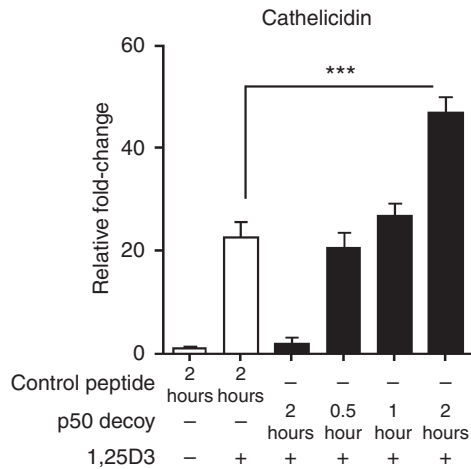 Cathelicidin
Relative fold-change
60
40
20
0
***
Control peptide 2 hours 2 hours – – – –
p50 decoy – – 2 hours 0.5 hour 1 hour 2 hours
1,25D3 – + + + + +